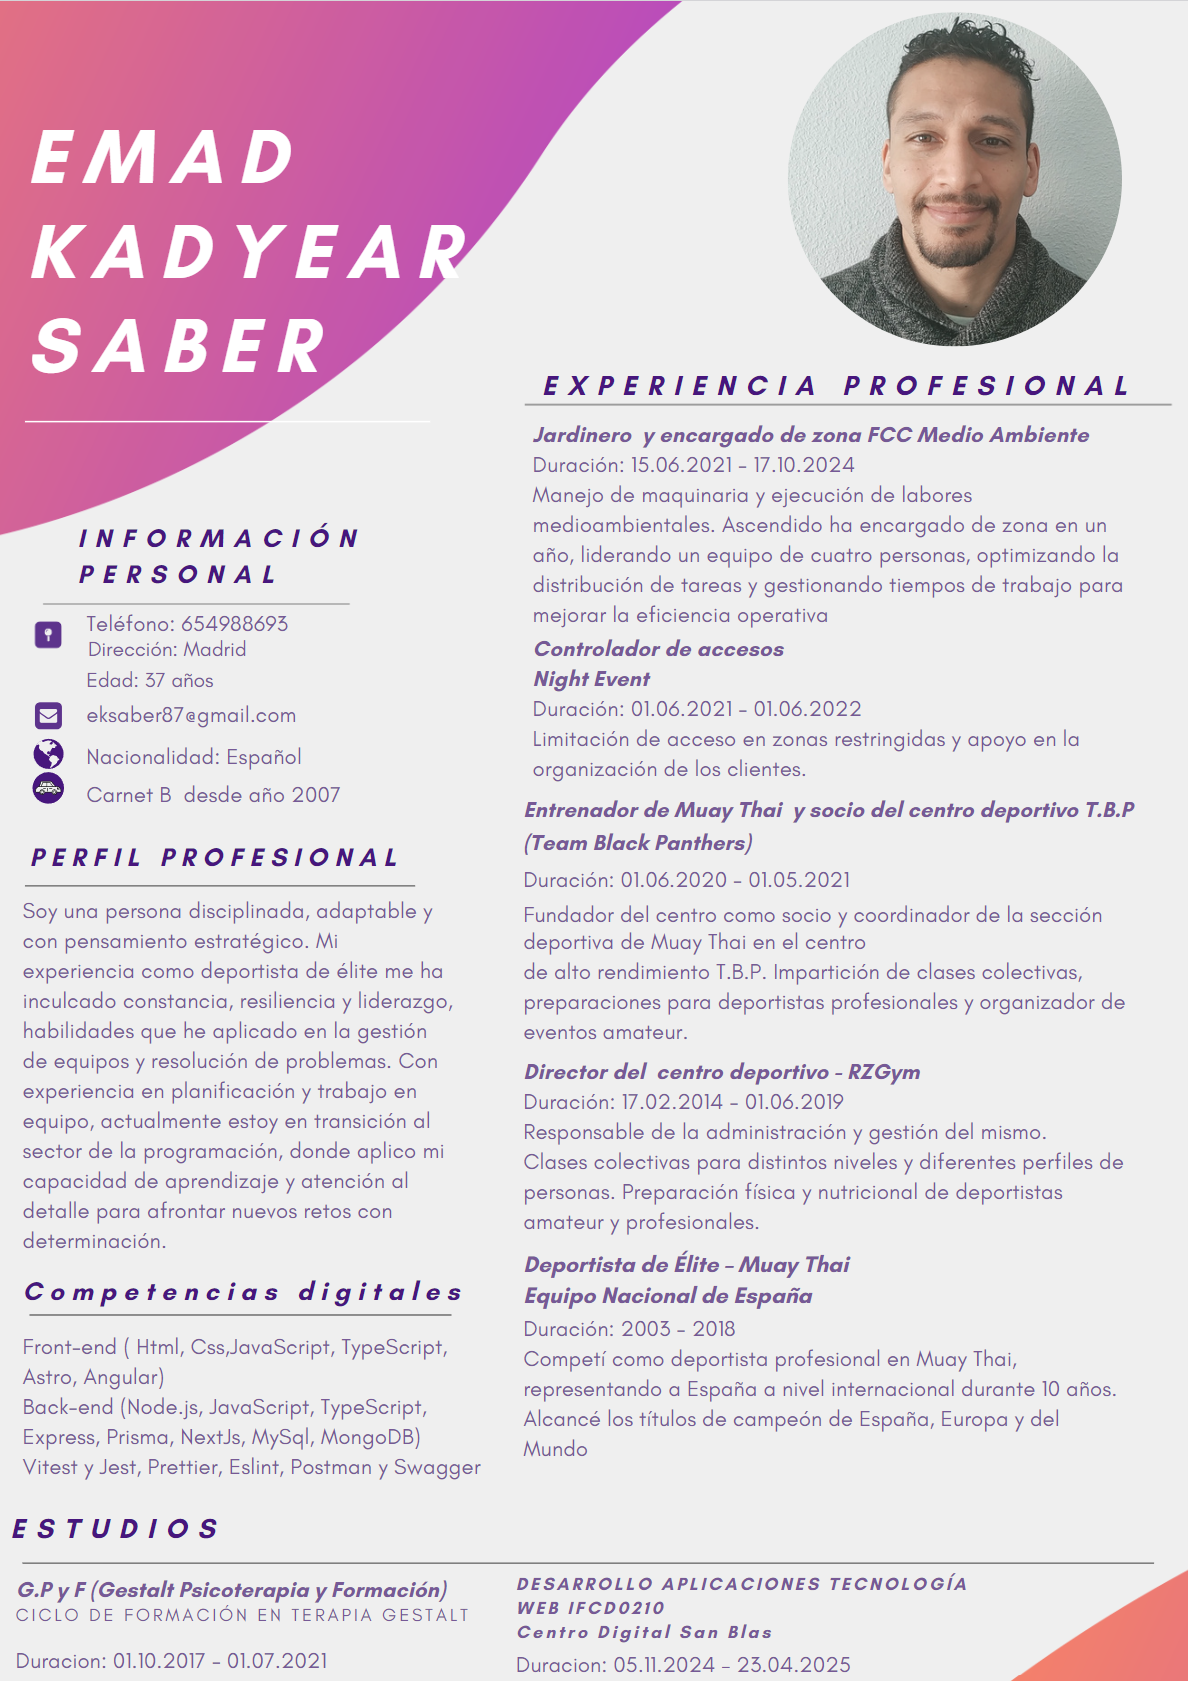 EMAD
KADYEAR
SABER
INFORMACIÓN
PERSONAL
Teléfono: 654988693
Dirección: Madrid
Edad: 37 años
eksaber87@gmail.com
Nacionalidad: Español
Carnet B desde año 2007
PERFIL PROFESIONAL
Soy una persona disciplinada, adaptable y
con pensamiento estratégico. Mi
experiencia como deportista de élite me ha
inculcado constancia, resiliencia y liderazgo,
habilidades que he aplicado en la gestión
de equipos y resolución de problemas. Con
experiencia en planificación y trabajo en
equipo, actualmente estoy en transición al
sector de la programación, donde aplico mi
capacidad de aprendizaje y atención al
detalle para afrontar nuevos retos con
determinación.
Competencias digitales
Front-end ( Html, Css,JavaScript, TypeScript,
Astro, Angular)
Back-end (Node.js, JavaScript, TypeScript,
Express, Prisma, NextJs, MySql, MongoDB)
Vitest y Jest, Prettier, Eslint, Postman y Swagger
EXPERIENCIA PROFESIONAL
Jardinero y encargado de zona FCC Medio Ambiente
Duración: 15.06.2021 - 17.10.2024
Manejo de maquinaria y ejecución de labores
medioambientales. Ascendido ha encargado de zona en un
año, liderando un equipo de cuatro personas, optimizando la
distribución de tareas y gestionando tiempos de trabajo para
mejorar la eficiencia operativa
Controlador de accesos
Night Event
Duración: 01.06.2021 - 01.06.2022
Limitación de acceso en zonas restringidas y apoyo en la
organización de los clientes.
Entrenador de Muay Thai y socio del centro deportivo T.B.P
(Team Black Panthers)
Duración: 01.06.2020 - 01.05.2021
Fundador del centro como socio y coordinador de la sección
deportiva de Muay Thai en el centro
de alto rendimiento T.B.P. Impartición de clases colectivas,
preparaciones para deportistas profesionales y organizador de
eventos amateur.
Director del centro deportivo - RZGym
Duración: 17.02.2014 - 01.06.2019
Responsable de la administración y gestión del mismo.
Clases colectivas para distintos niveles y diferentes perfiles de
personas. Preparación física y nutricional de deportistas
amateur y profesionales.
Deportista de Élite – Muay Thai
Equipo Nacional de España
Duración: 2003 - 2018
Competí como deportista profesional en Muay Thai,
representando a España a nivel internacional durante 10 años.
Alcancé los títulos de campeón de España, Europa y del
Mundo
ESTUDIOS
G.P y F (Gestalt Psicoterapia y Formación)
CICLO DE FORMACIÓN EN TERAPIA GESTALT
Duracion: 01.10.2017 - 01.07.2021
DESARROLLO APLICACIONES TECNOLOGÍA
WEB IFCD0210
Centro Digital San Blas
Duracion: 05.11.2024 – 23.04.2025